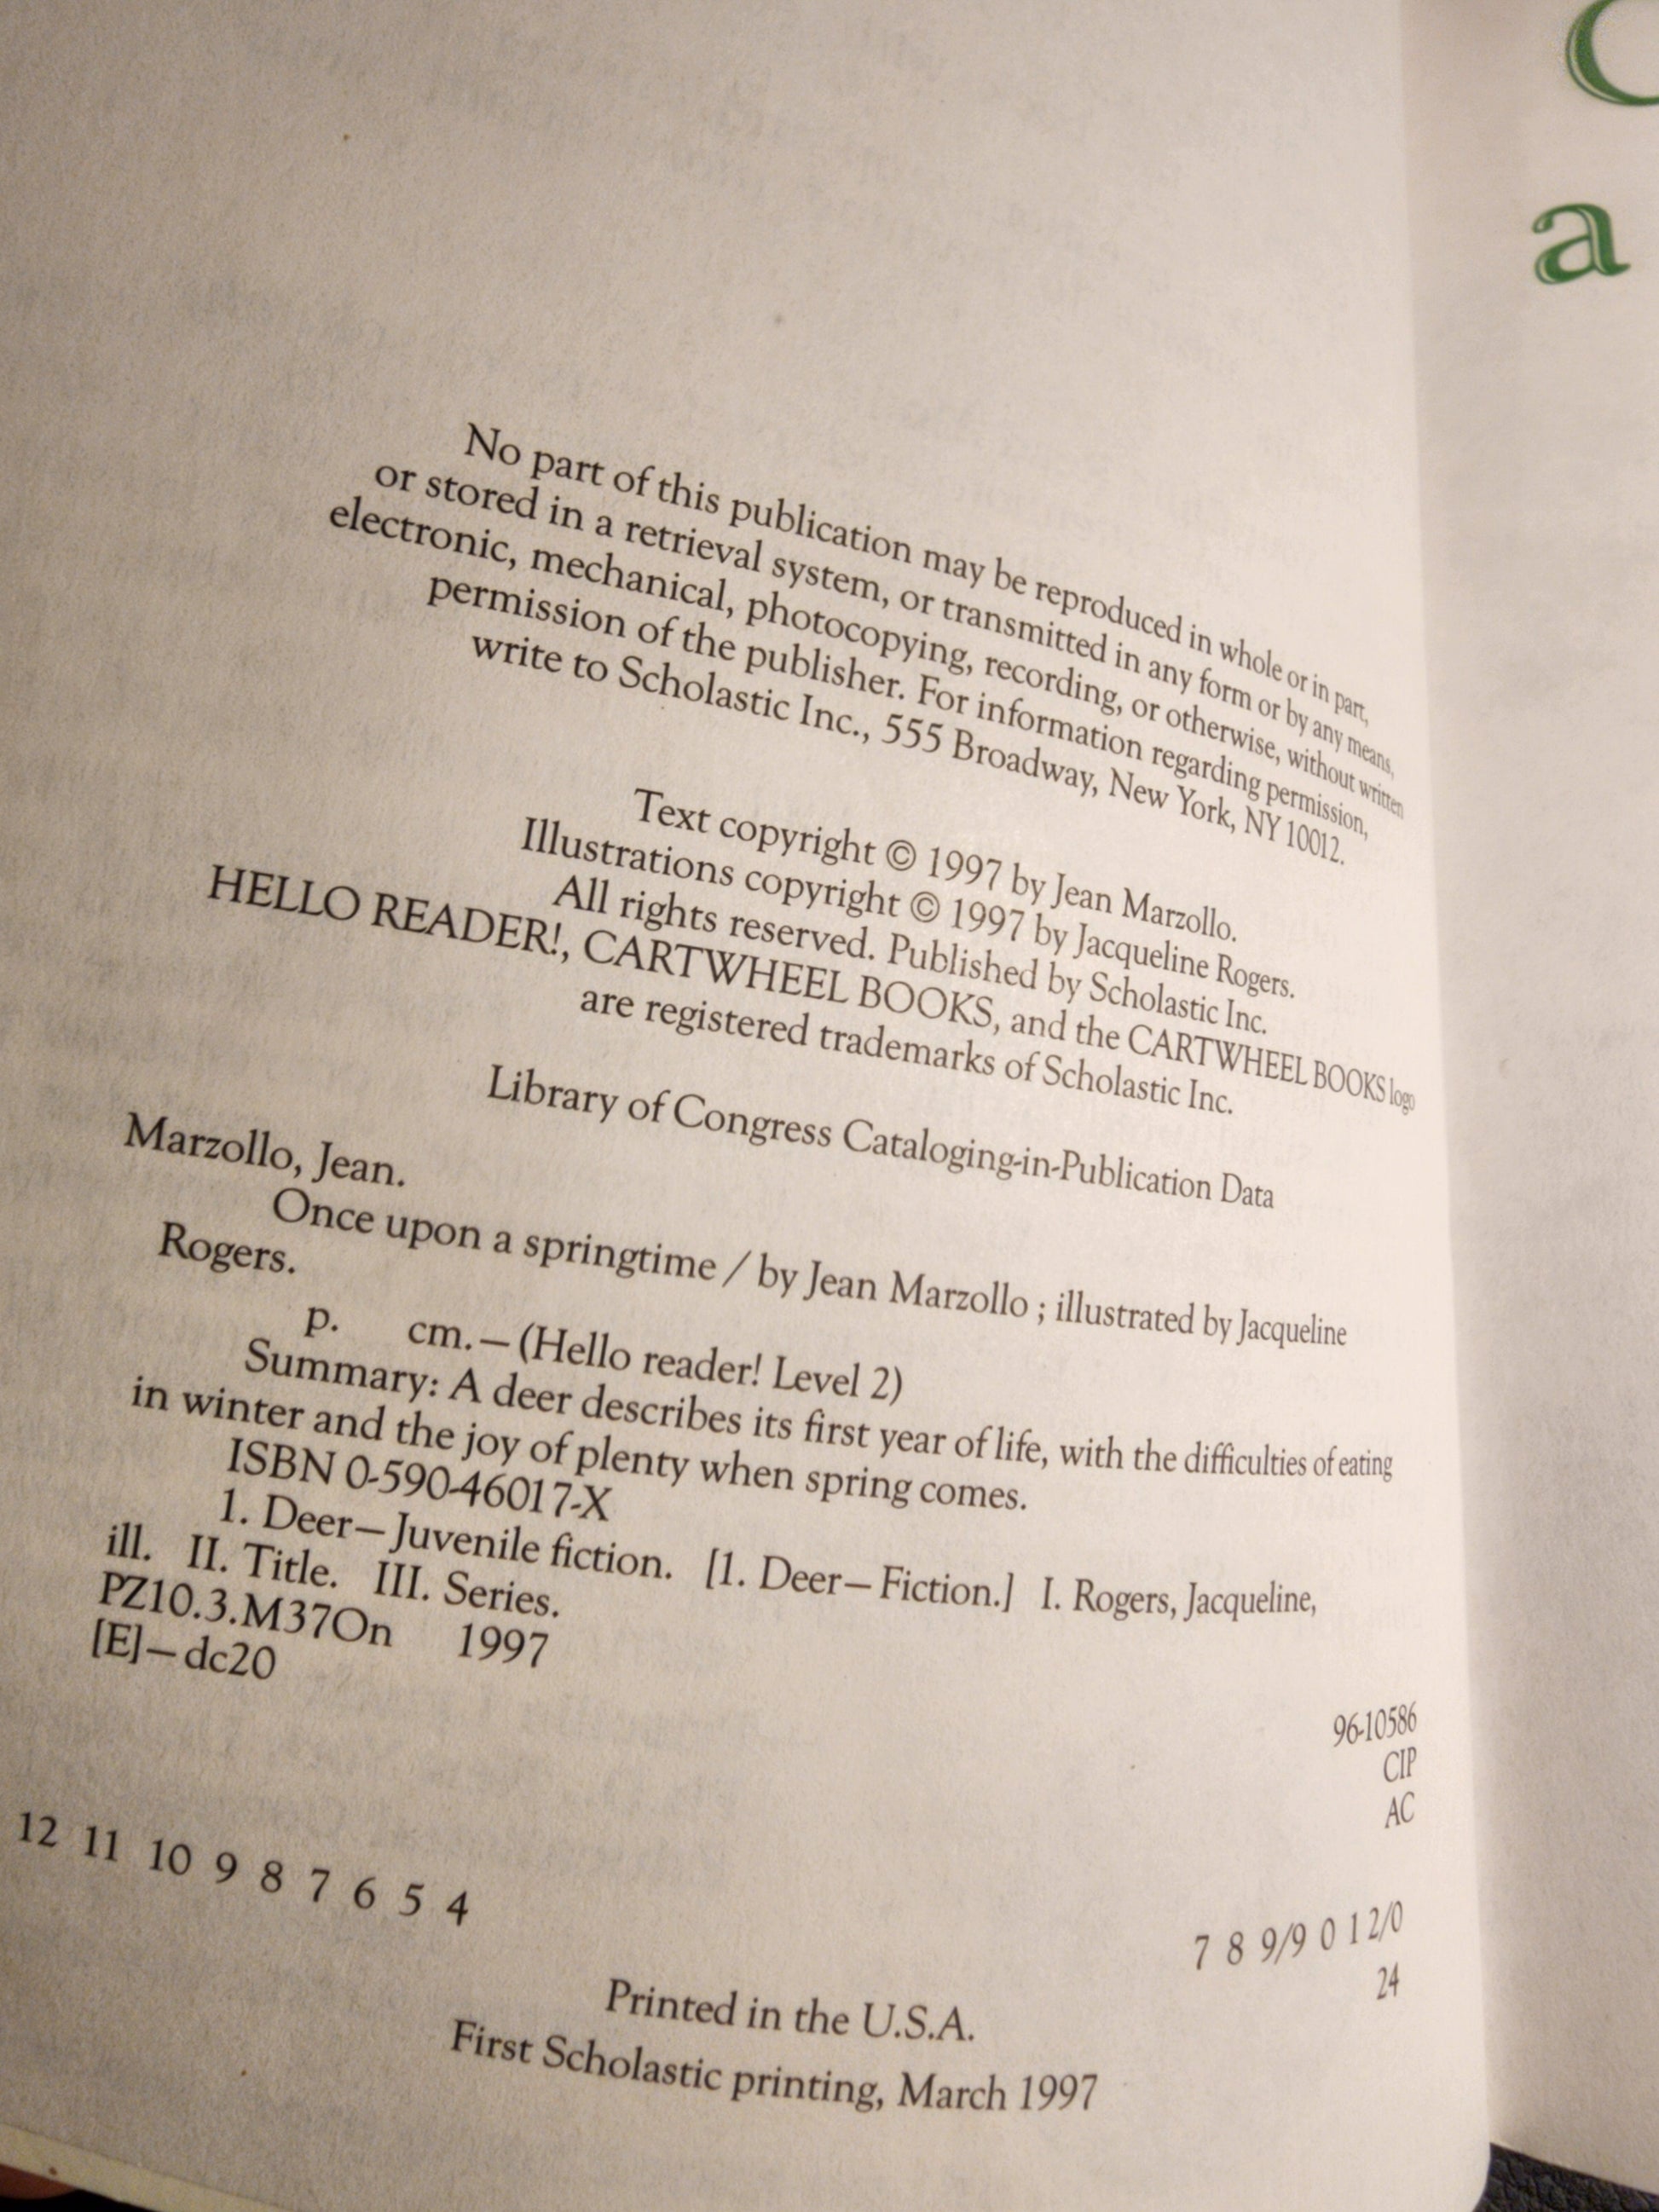 No part of this publication may be reproduced in whole or in part,
or stored in a retrieval system, or transmitted in any form or by any means,
electronic, mechanical, photocopying, recording, or otherwise, without written
permission of the publisher. For information regarding permission,
write to Scholastic Inc., 555 Broadway, New York, NY 10012.
Text copyright © 1997 by Jean Marzollo.
Illustrations copyright © 1997 by Jacqueline Rogers.
All rights reserved. Published by Scholastic Inc.
HELLO READER!, CARTWHEEL BOOKS, and the CARTWHEEL BOOKS logo
are registered trademarks of Scholastic Inc.
Library of Congress Cataloging-in-Publication Data
Marzollo, Jean.
Once upon a springtime / by Jean Marzollo ; illustrated by Jacqueline
Rogers.
p. cm.—(Hello reader! Level 2)
Summary: A deer describes its first year of life, with the difficulties of eating
in winter and the joy of plenty when spring comes.
ISBN 0-590-46017-X
1. Deer—Juvenile fiction. [1. Deer—Fiction.] I. Rogers, Jacqueline,
ill. II. Title. III. Series.
PZ10.3.M37On 1997
[E]—dc20
96-10586
CIP
AC
12 11 10 9 8 7 6 5 4
7 8 9/9 0 1 2/0
24
Printed in the U.S.A.
First Scholastic printing, March 1997
a